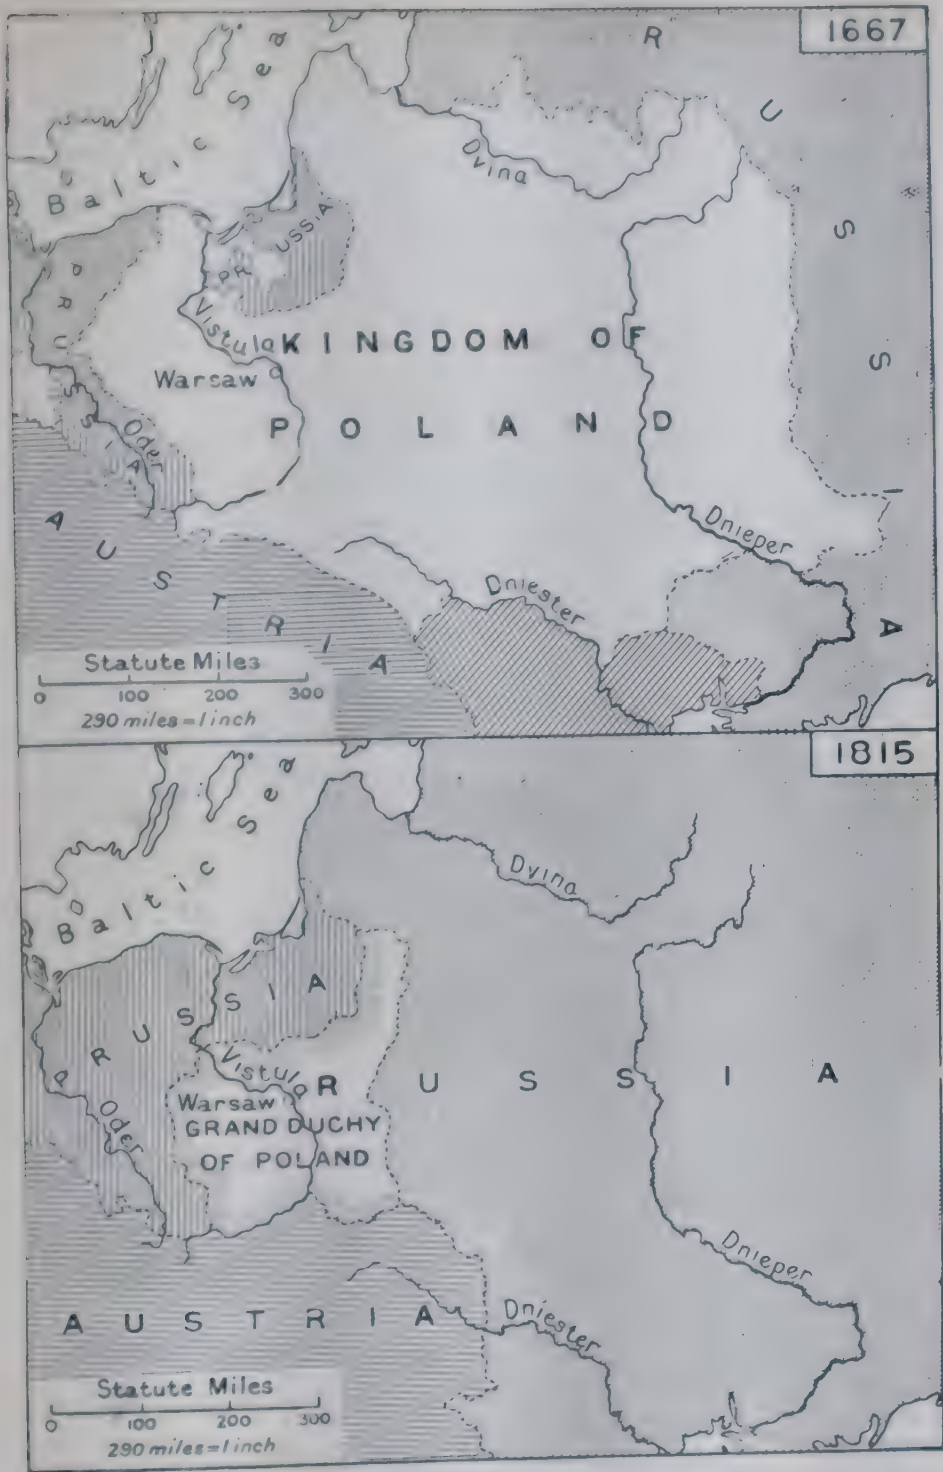 1667
RUSSIA
Baltic Sea
Dvina
PRUSSIA
PRUSSIA
Vistula
KINGDOM OF
Warsaw
POLAND
Oder
AUSTRIA
Dnieper
Dniester
Statute Miles
0 100 200 300
290 miles=1 inch
1815
Baltic Sea
Dvina
PRUSSIA
Vistula
RUSSIA
Warsaw
GRAND DUCHY
OF POLAND
Oder
Dnieper
AUSTRIA
Dniester
Statute Miles
0 100 200 300
290 miles=1 inch